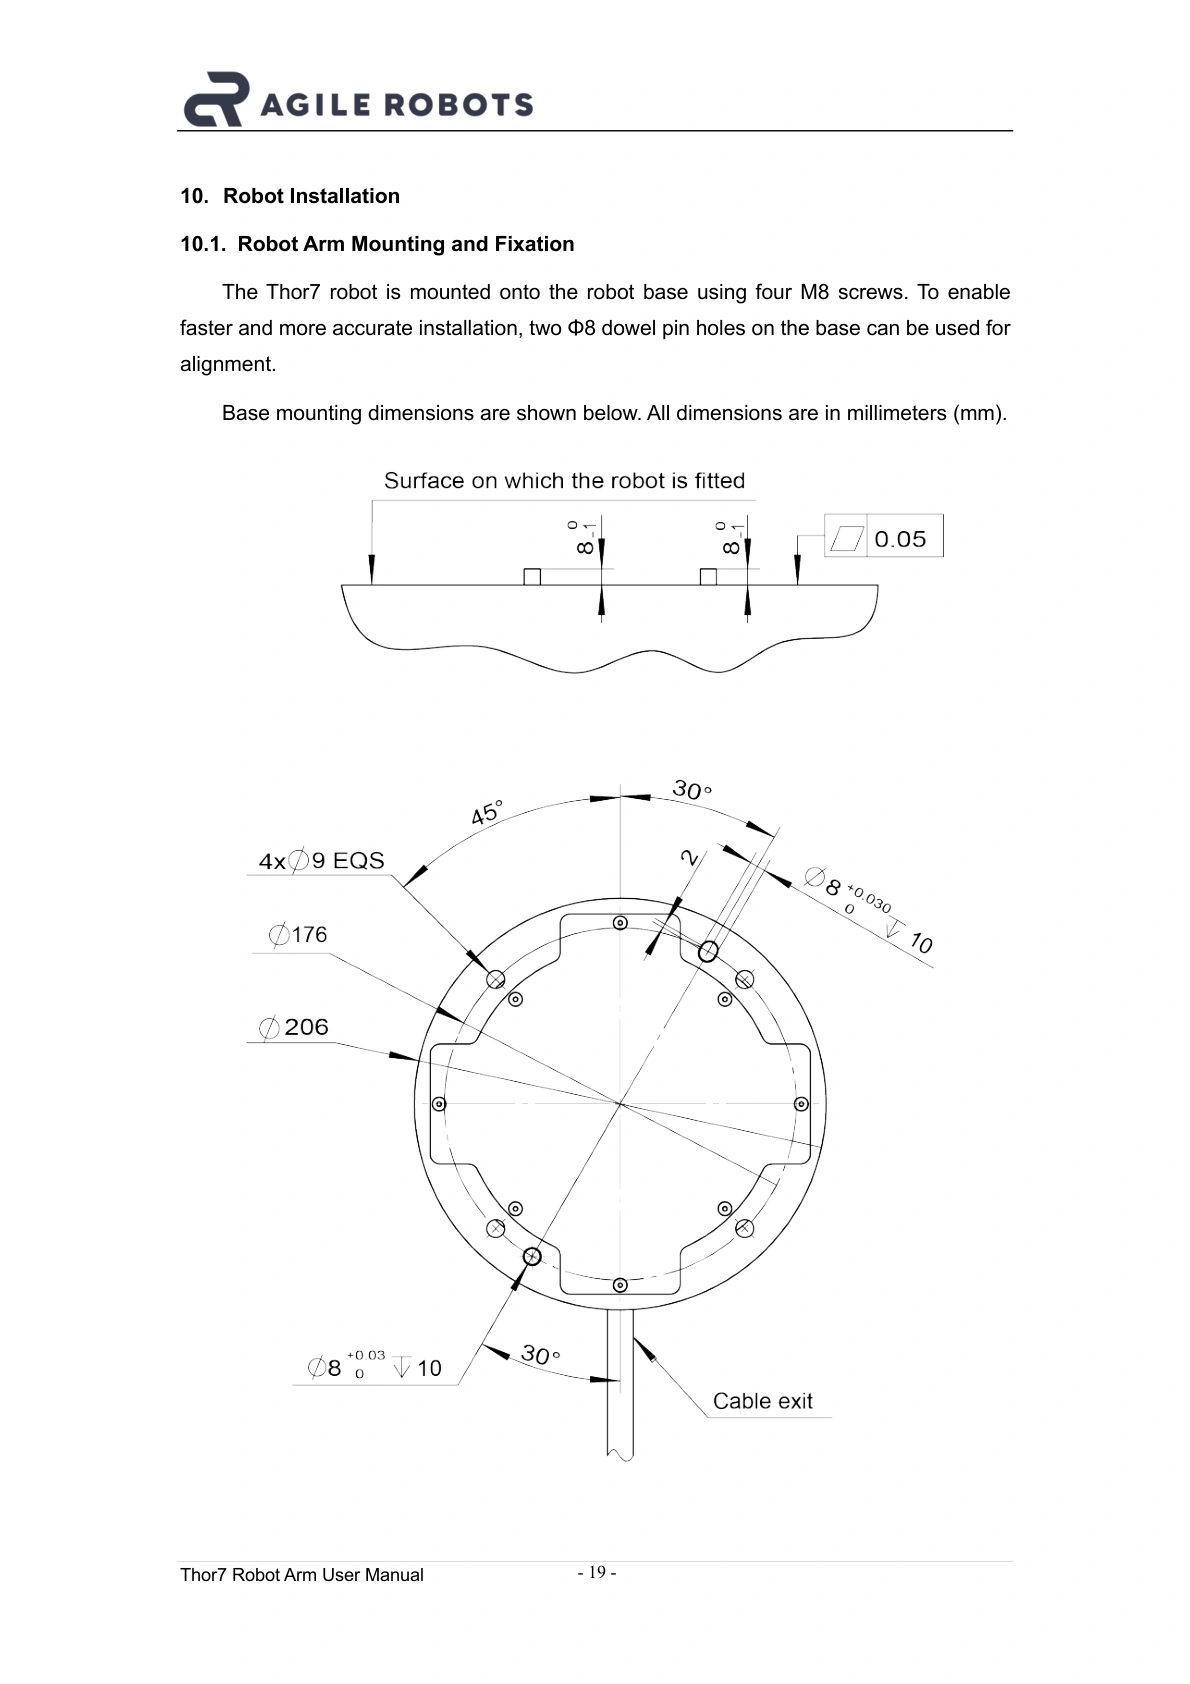 AGILE ROBOTS
10. Robot Installation
10.1. Robot Arm Mounting and Fixation
The Thor7 robot is mounted onto the robot base using four M8 screws. To enable
faster and more accurate installation, two Φ8 dowel pin holes on the base can be used for
alignment.
Base mounting dimensions are shown below. All dimensions are in millimeters (mm).
Surface on which the robot is fitted
8 0 -1
8 0 -1
▱ 0.05
45°
30°
2
4x∅9 EQS
∅8 +0.030 0 ↧ 10
∅176
∅206
∅8 +0.03 0 ↧ 10
30°
Cable exit
Thor7 Robot Arm User Manual
- 19 -